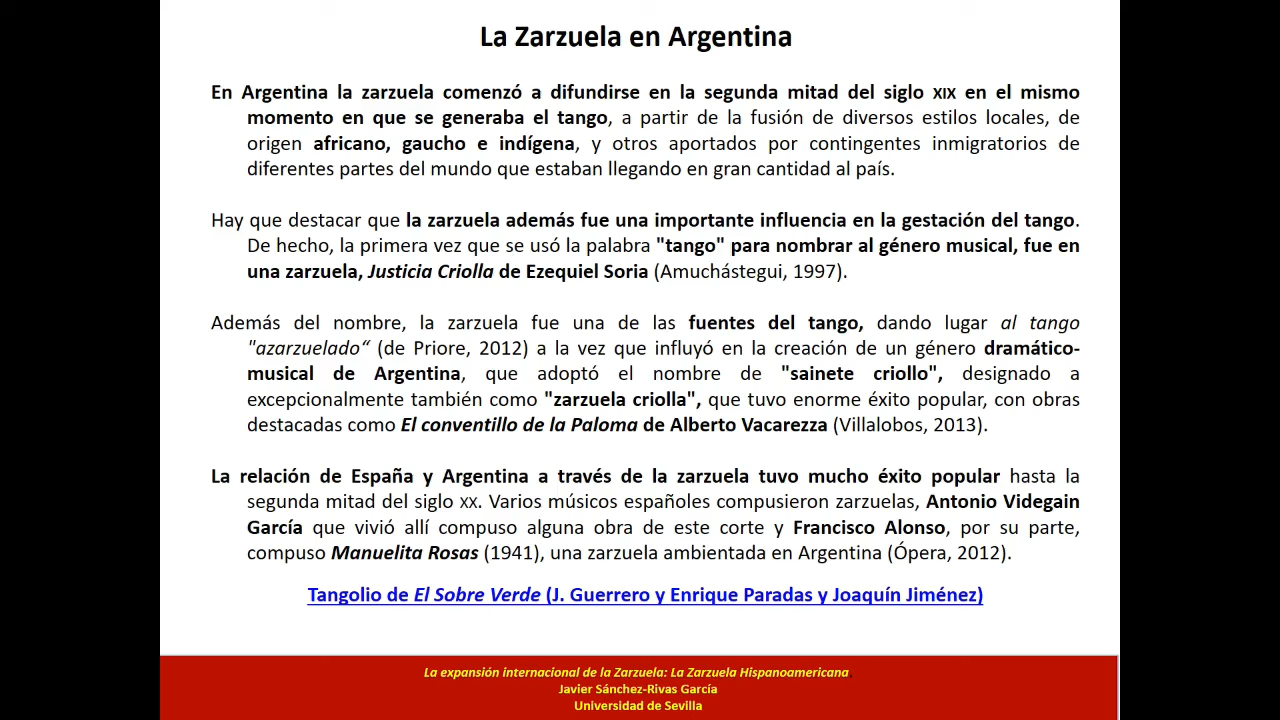 La Zarzuela en Argentina
En Argentina la zarzuela comenzó a difundirse en la segunda mitad del siglo XIX en el mismo
momento en que se generaba el tango, a partir de la fusión de diversos estilos locales, de
origen africano, gaucho e indígena, y otros aportados por contingentes inmigratorios de
diferentes partes del mundo que estaban llegando en gran cantidad al país.
Hay que destacar que la zarzuela además fue una importante influencia en la gestación del tango.
De hecho, la primera vez que se usó la palabra "tango" para nombrar al género musical, fue en
una zarzuela, Justicia Criolla de Ezequiel Soria (Amuchástegui, 1997).
Además del nombre, la zarzuela fue una de las fuentes del tango, dando lugar al tango
"azarzuelado“ (de Priore, 2012) a la vez que influyó en la creación de un género dramático-
musical de Argentina, que adoptó el nombre de "sainete criollo", designado a
excepcionalmente también como "zarzuela criolla", que tuvo enorme éxito popular, con obras
destacadas como El conventillo de la Paloma de Alberto Vacarezza (Villalobos, 2013).
La relación de España y Argentina a través de la zarzuela tuvo mucho éxito popular hasta la
segunda mitad del siglo XX. Varios músicos españoles compusieron zarzuelas, Antonio Videgain
García que vivió allí compuso alguna obra de este corte y Francisco Alonso, por su parte,
compuso Manuelita Rosas (1941), una zarzuela ambientada en Argentina (Ópera, 2012).
Tangolio de El Sobre Verde (J. Guerrero y Enrique Paradas y Joaquín Jiménez)
La expansión internacional de la Zarzuela: La Zarzuela Hispanoamericana
Javier Sánchez-Rivas García
Universidad de Sevilla